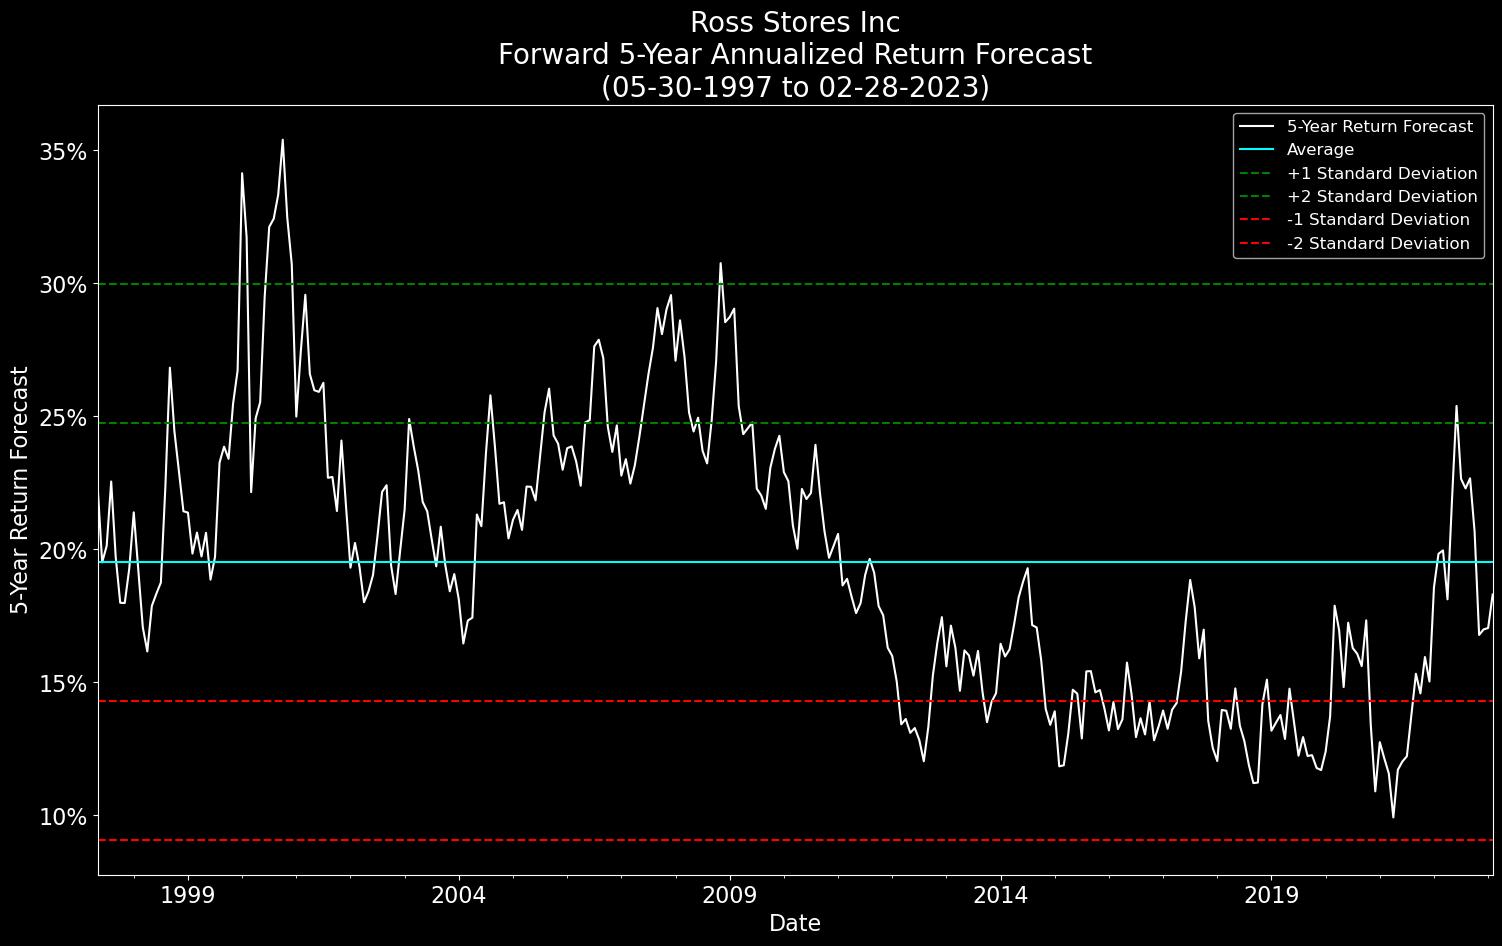 Ross Stores Inc
Forward 5-Year Annualized Return Forecast
(05-30-1997 to 02-28-2023)
5-Year Return Forecast
Average
+1 Standard Deviation
+2 Standard Deviation
-1 Standard Deviation
-2 Standard Deviation
5-Year Return Forecast
35%
30%
25%
20%
15%
10%
1999
2004
2009
2014
2019
Date